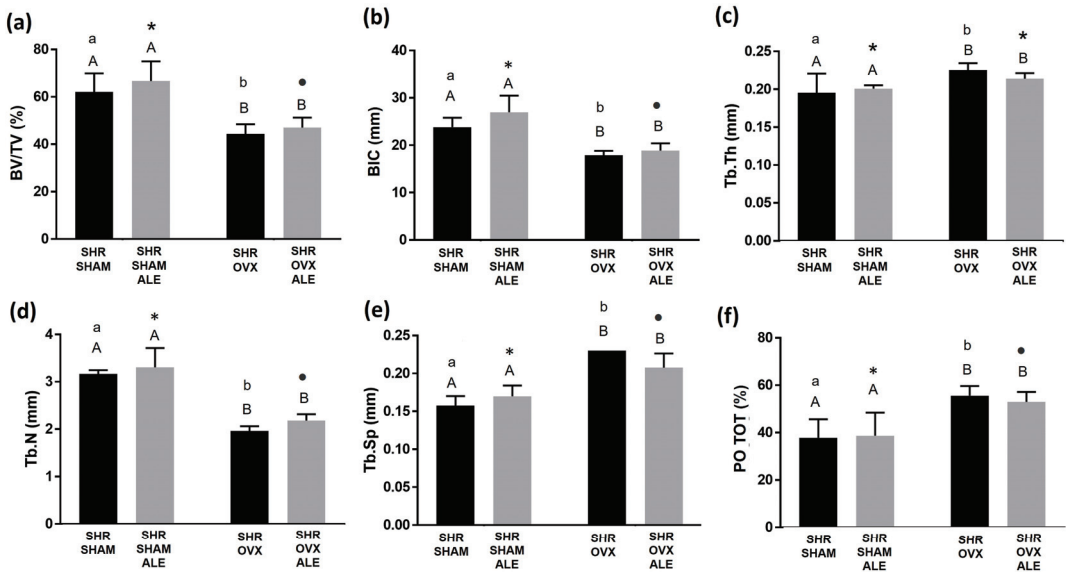 (a)
a
A
*
A
b
B
●
B
80
60
40
20
0
BV/TV (%)
SHR
SHAM
SHR
SHAM
ALE
SHR
OVX
SHR
OVX
ALE
(b)
a
A
*
A
b
B
●
B
40
30
20
10
0
BIC (mm)
SHR
SHAM
SHR
SHAM
ALE
SHR
OVX
SHR
OVX
ALE
(c)
a
A
*
A
b
B
*
B
0.25
0.20
0.15
0.10
0.05
0.00
Tb.Th (mm)
SHR
SHAM
SHR
SHAM
ALE
SHR
OVX
SHR
OVX
ALE
(d)
a
A
*
A
b
B
●
B
4
3
2
1
0
Tb.N (mm)
SHR
SHAM
SHR
SHAM
ALE
SHR
OVX
SHR
OVX
ALE
(e)
a
A
*
A
b
B
●
B
0.25
0.20
0.15
0.10
0.05
0.00
Tb.Sp (mm)
SHR
SHAM
SHR
SHAM
ALE
SHR
OVX
SHR
OVX
ALE
(f)
a
A
*
A
b
B
●
B
80
60
40
20
0
PO_TOT (%)
SHR
SHAM
SHR
SHAM
ALE
SHR
OVX
SHR
OVX
ALE